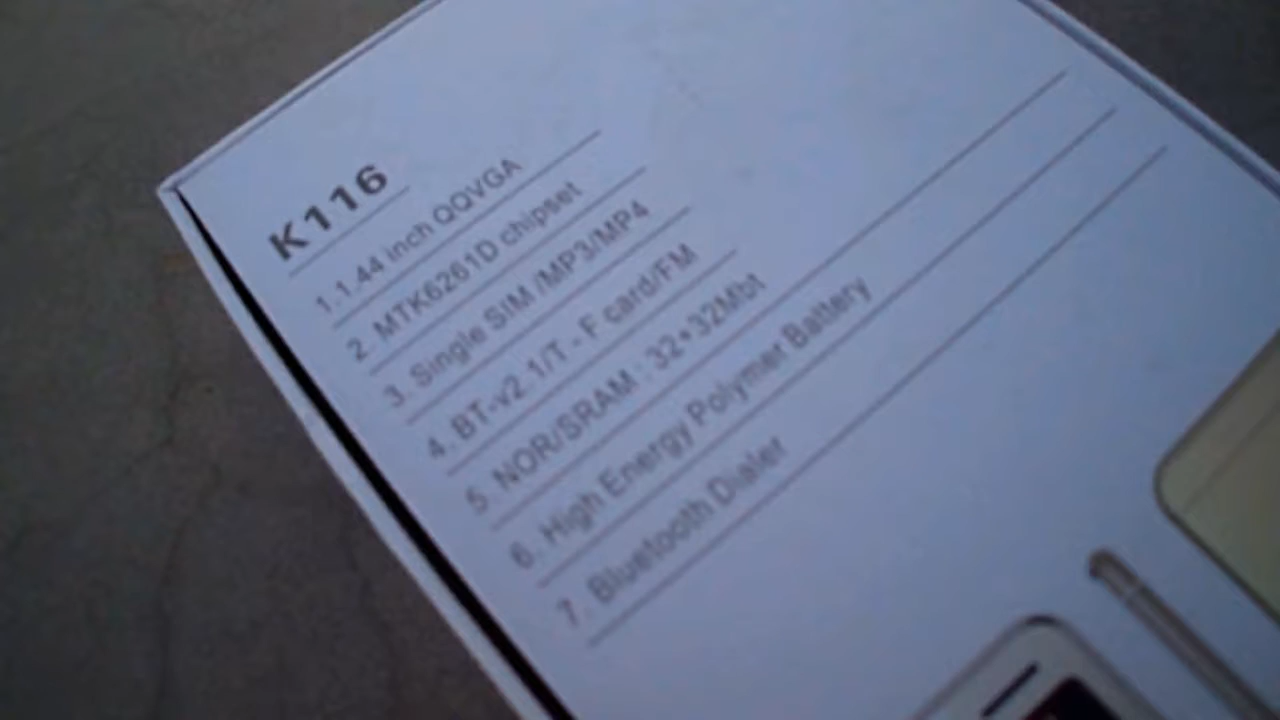 K116
1.1.44 inch QQVGA
2. MTK6261D chipset
3. Single SIM /MP3/MP4
4. BT-v2.1/T - F card/FM
5. NOR/SRAM : 32+32Mbt
6. High Energy Polymer Battery
7. Bluetooth Dialer